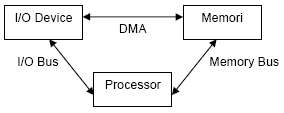 I/O Device
Memori
DMA
I/O Bus
Memory Bus
Processor